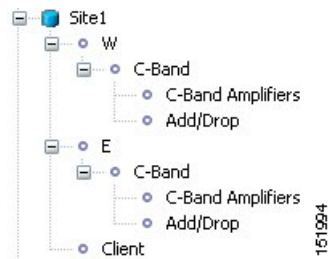 Site1
W
C-Band
C-Band Amplifiers
Add/Drop
E
C-Band
C-Band Amplifiers
Add/Drop
Client
151994